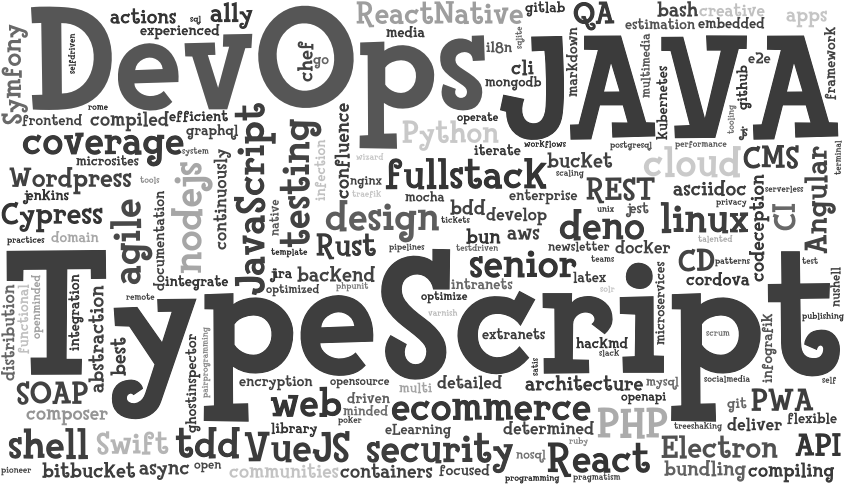 DevOps
JAVA
TypeScript
actions
sql
ally
ReactNative
gitlab
QA
bash
creative
apps
experienced
media
sqlite
estimation
embedded
Symfony
selfdriven
chef
go
i18n
cli
mongodb
markdown
multimedia
Kubernetes
github
e2e
framework
rome
frontend
compiled
efficient
graphql
operate
tooling
coverage
system
JavaScript
testing
infection
confluence
wizard
Python
iterate
workflows
postgresql
performance
jwt
terminal
microsites
Wordpress
tools
nodejs
continuously
nginx
traefik
fullstack
bucket
scaling
cloud
CMS
jenkins
Cypress
agile
documentation
native
mocha
enterprise
REST
asciidoc
serverless
privacy
Angular
practices
domain
design
tickets
bdd
develop
unix
jest
linux
talented
codeception
CI
template
Rust
pipelines
bun
testdriven
aws
deno
newsletter
docker
integrate
jira
backend
senior
teams
CD
patterns
test
remote
optimized
phpunit
intranets
latex
cordova
nushell
distribution
functional
openminded
integration
abstraction
best
optimize
varnish
solr
microservices
publishing
ghostinspector
pairprogramming
extranets
hackmd
slack
scrum
infografik
satis
SOAP
encryption
opensource
multi
detailed
architecture
mysql
socialmedia
self
composer
web
driven
minded
ecommerce
openapi
git
PWA
library
poker
eLearning
determined
PHP
treeshaking
deliver
flexible
shell
Swift
tdd
VueJS
security
ruby
nosql
React
Electron
API
pioneer
bitbucket
async
open
communities
containers
focused
programming
pragmatism
bundling
compiling